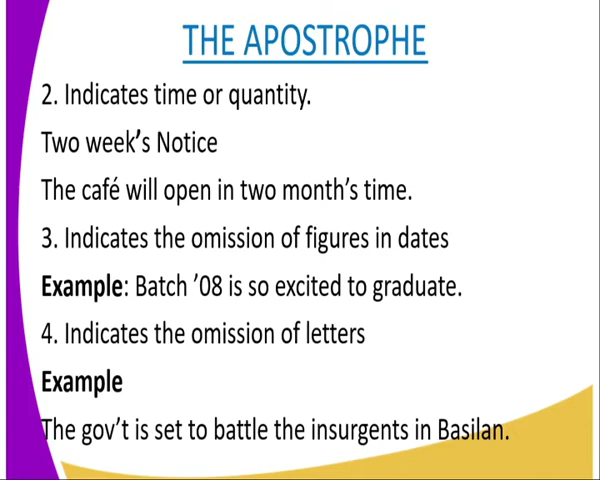 THE APOSTROPHE
2. Indicates time or quantity.
Two week’s Notice
The café will open in two month’s time.
3. Indicates the omission of figures in dates
Example: Batch ’08 is so excited to graduate.
4. Indicates the omission of letters
Example
The gov’t is set to battle the insurgents in Basilan.